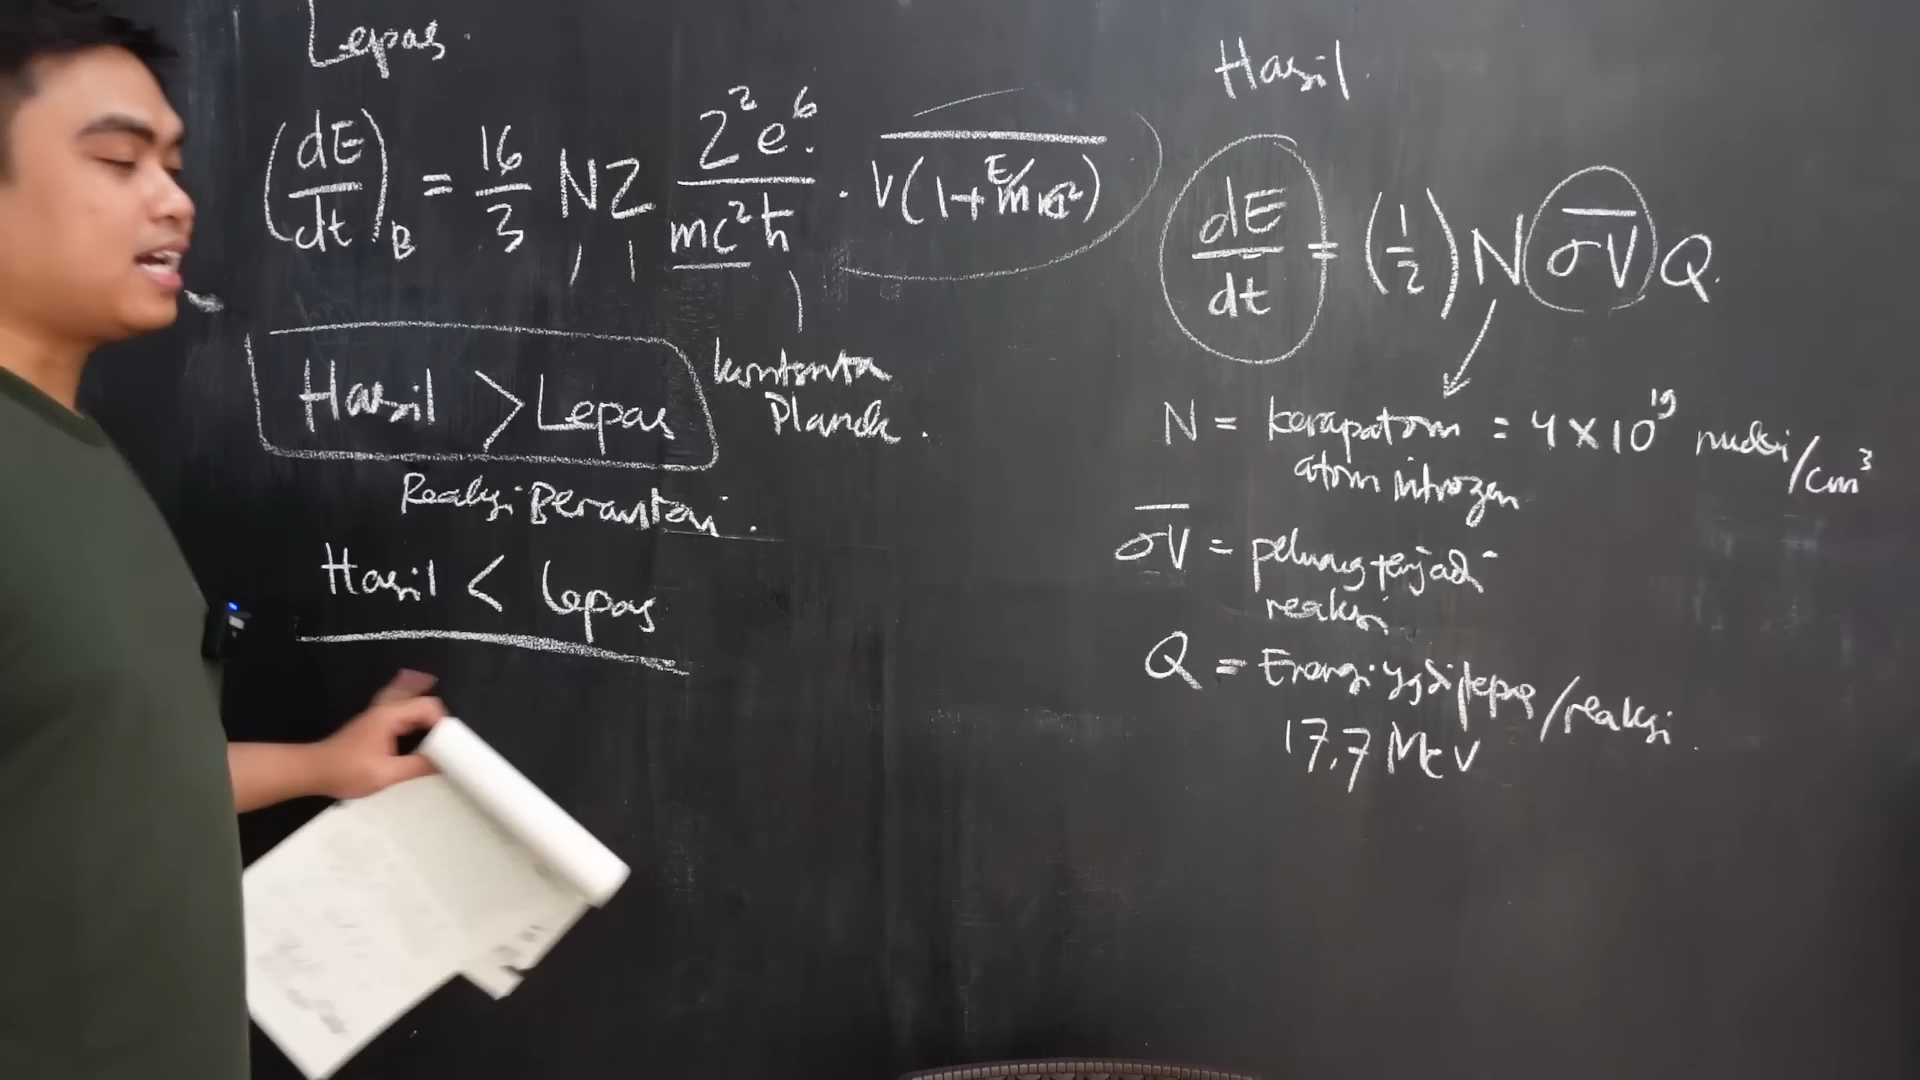 Lepas.
(dE/dt)B = 16/3 NZ Z²e⁶/mc²ħ · v(1+E/mc²)
konstanta
Planck.
Hasil > Lepas
Reaksi Berantai.
Hasil < Lepas
Hasil.
dE/dt = (1/2) N σV Q.
N = kerapatan = 4 × 10¹⁹ nuclei/cm³
atom nitrogen
σV = peluang terjadi
reaksi
Q = Energi yg dilepas/reaksi.
17.7 MeV